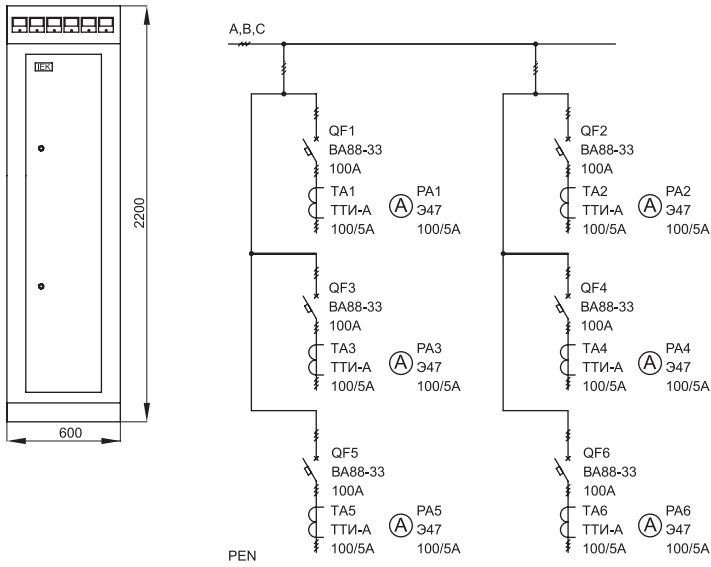 IEK
2200
600
A,B,C
QF1
ВА88-33
100А
TA1
ТТИ-А
100/5А
A
PA1
Э47
100/5А
QF2
ВА88-33
100А
TA2
ТТИ-А
100/5А
A
PA2
Э47
100/5А
QF3
ВА88-33
100А
TA3
ТТИ-А
100/5А
A
PA3
Э47
100/5А
QF4
ВА88-33
100А
TA4
ТТИ-А
100/5А
A
PA4
Э47
100/5А
QF5
ВА88-33
100А
TA5
ТТИ-А
100/5А
A
PA5
Э47
100/5А
QF6
ВА88-33
100А
TA6
ТТИ-А
100/5А
A
PA6
Э47
100/5А
PEN